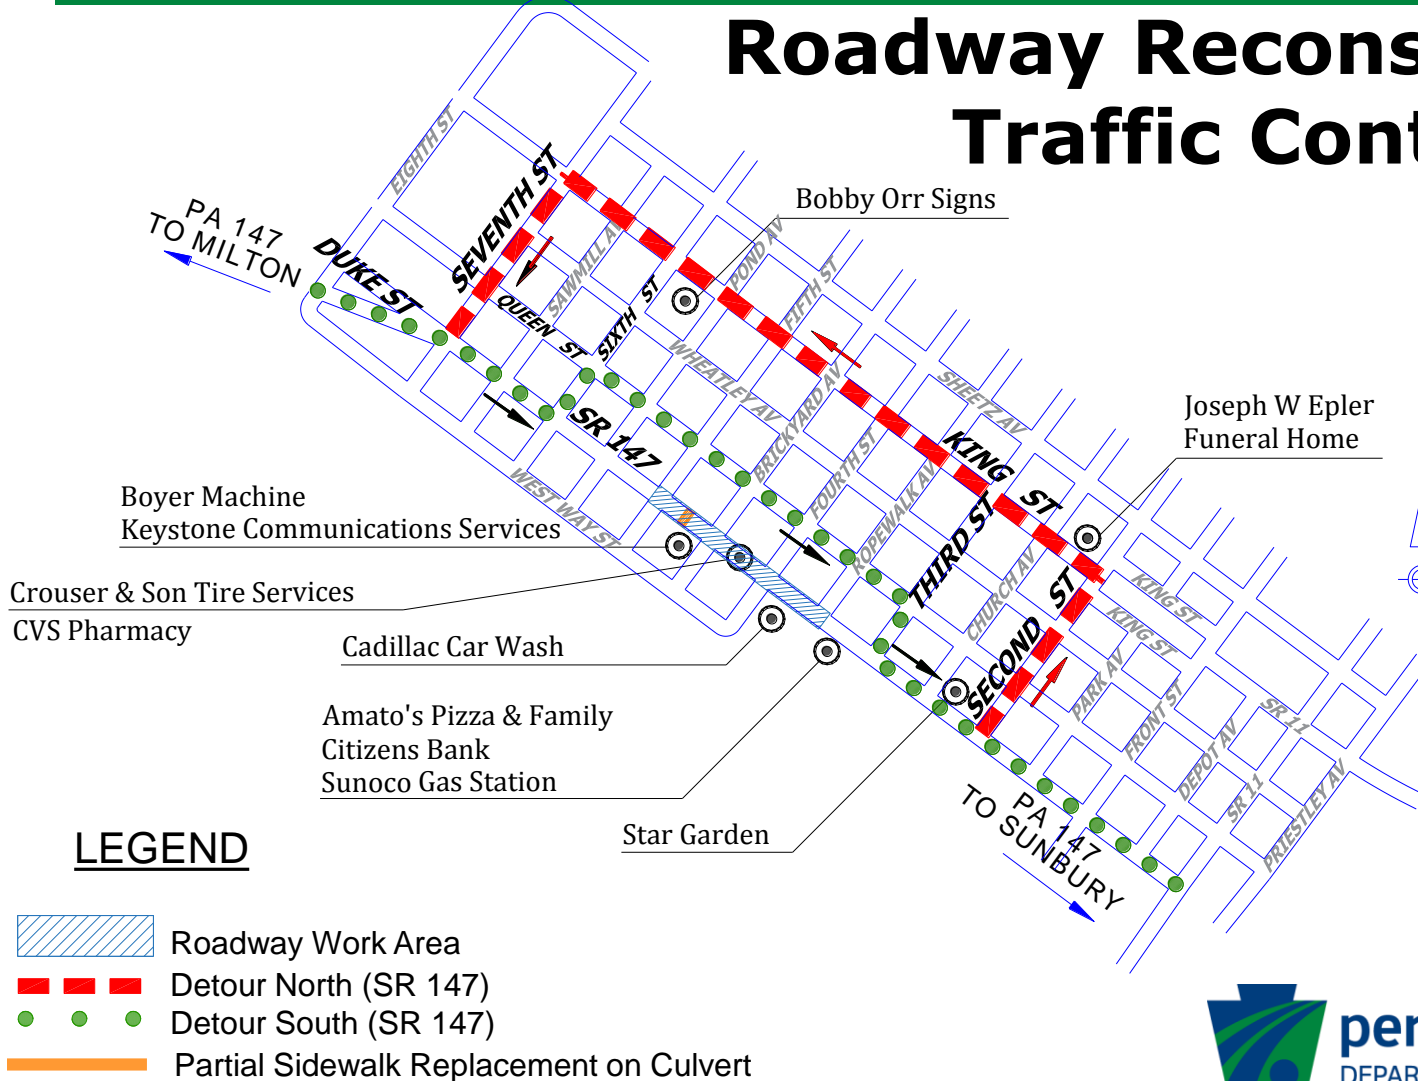 Roadway Recons
Traffic Cont
EIGHTH ST
SEVENTH ST
PA 147
TO MILTON
DUKE ST
SAWMILL AV
QUEEN ST
SIXTH ST
Bobby Orr Signs
POND AV
FIFTH ST
WHEATLEY AV
BRICKYARD AV
SHEETZ AV
SR 147
WEST WAY ST
FOURTH ST
ROPEWALK AV
KING ST
THIRD ST
CHURCH AV
SECOND ST
Joseph W Epler
Funeral Home
KING ST
KING ST
PARK AV
FRONT ST
DEPOT AV
SR 11
SR 11
PRIESTLEY AV
Boyer Machine
Keystone Communications Services
Crouser & Son Tire Services
CVS Pharmacy
Cadillac Car Wash
Amato's Pizza & Family
Citizens Bank
Sunoco Gas Station
Star Garden
PA 147
TO SUNBURY
LEGEND
Roadway Work Area
Detour North (SR 147)
Detour South (SR 147)
Partial Sidewalk Replacement on Culvert
per
DEPAR